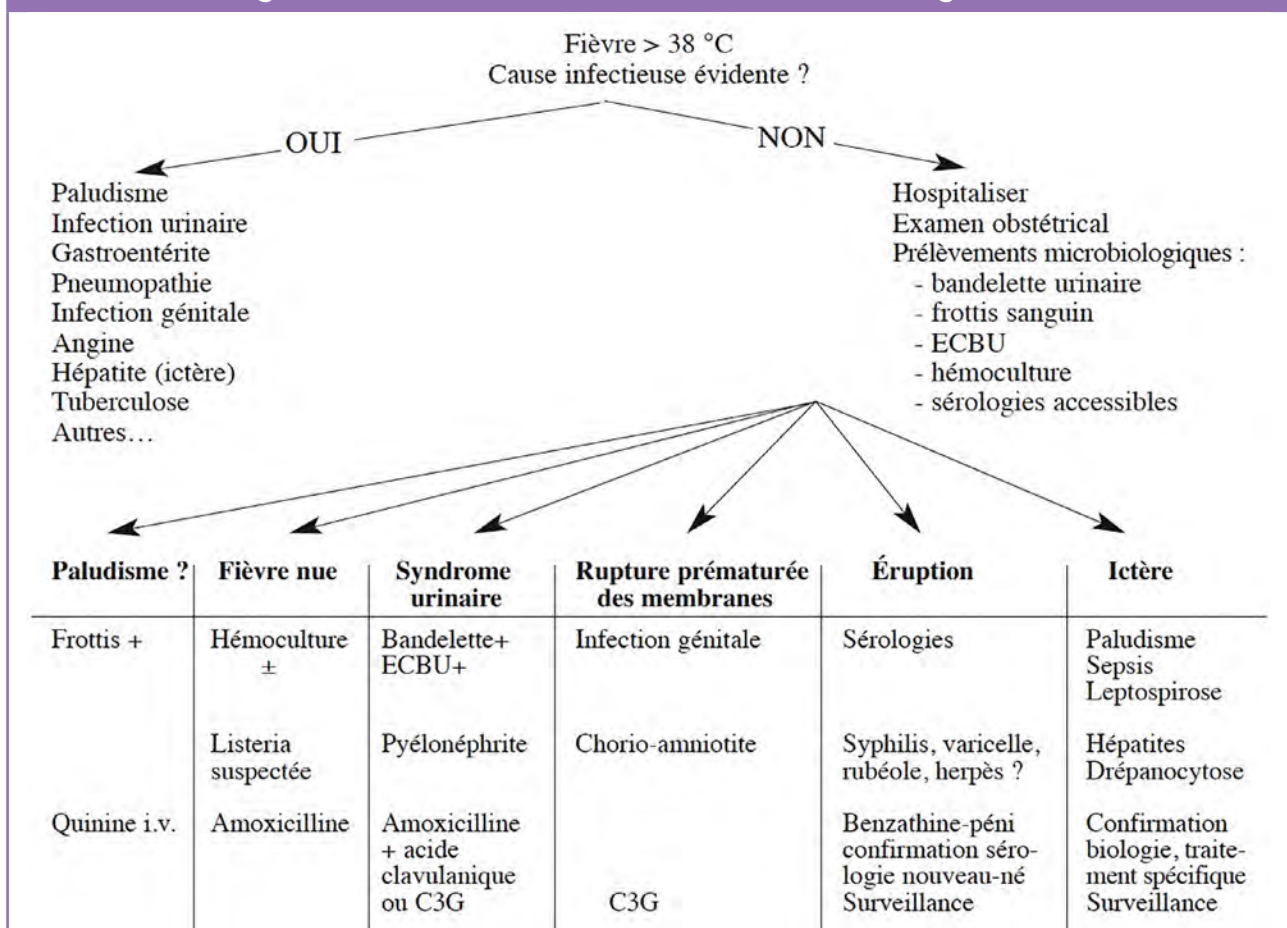 Fièvre > 38 °C
Cause infectieuse évidente ?
OUI
NON
Paludisme
Infection urinaire
Gastroentérite
Pneumopathie
Infection génitale
Angine
Hépatite (ictère)
Tuberculose
Autres…
Hospitaliser
Examen obstétrical
Prélèvements microbiologiques :
- bandelette urinaire
- frottis sanguin
- ECBU
- hémoculture
- sérologies accessibles
Paludisme ?
Frottis +
Quinine i.v.
Fièvre nue
Hémoculture
±
Listeria
suspectée
Amoxicilline
Syndrome
urinaire
Bandelette+
ECBU+
Pyélonéphrite
Amoxicilline
+ acide
clavulanique
ou C3G
Rupture prématurée
des membranes
Infection génitale
Chorio-amniotite
C3G
Éruption
Sérologies
Syphilis, varicelle,
rubéole, herpès ?
Benzathine-péni
confirmation séro-
logie nouveau-né
Surveillance
Ictère
Paludisme
Sepsis
Leptospirose
Hépatites
Drépanocytose
Confirmation
biologie, traite-
ment spécifique
Surveillance